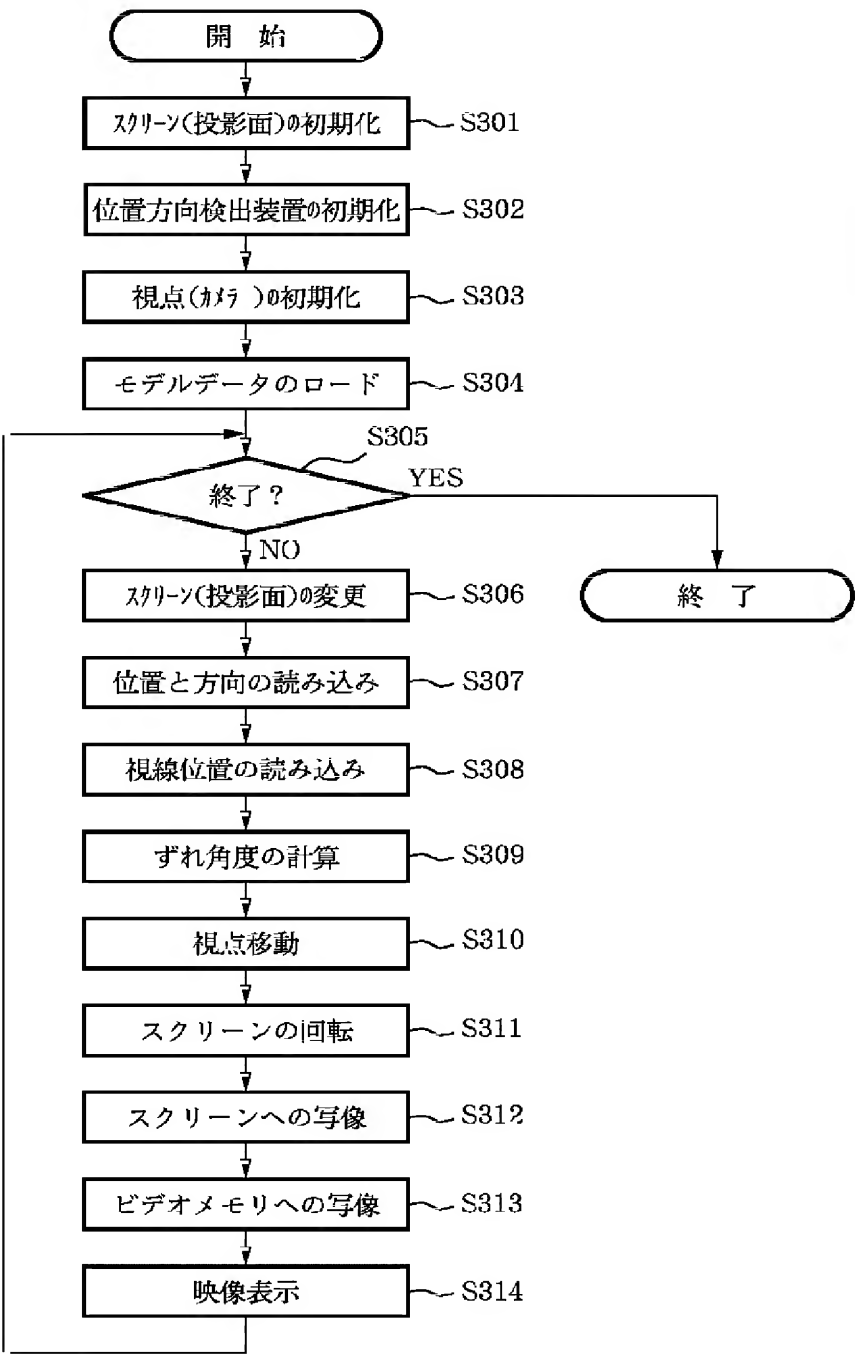 開 始
ｽｸﾘｰﾝ(投影面)の初期化 S301
位置方向検出装置の初期化 S302
視点(ｶﾒﾗ )の初期化 S303
モデルデータのロード S304
S305
終了? YES
NO
ｽｸﾘｰﾝ(投影面)の変更 S306
終 了
位置と方向の読み込み S307
視線位置の読み込み S308
ずれ角度の計算 S309
視点移動 S310
スクリーンの回転 S311
スクリーンへの写像 S312
ビデオメモリへの写像 S313
映像表示 S314